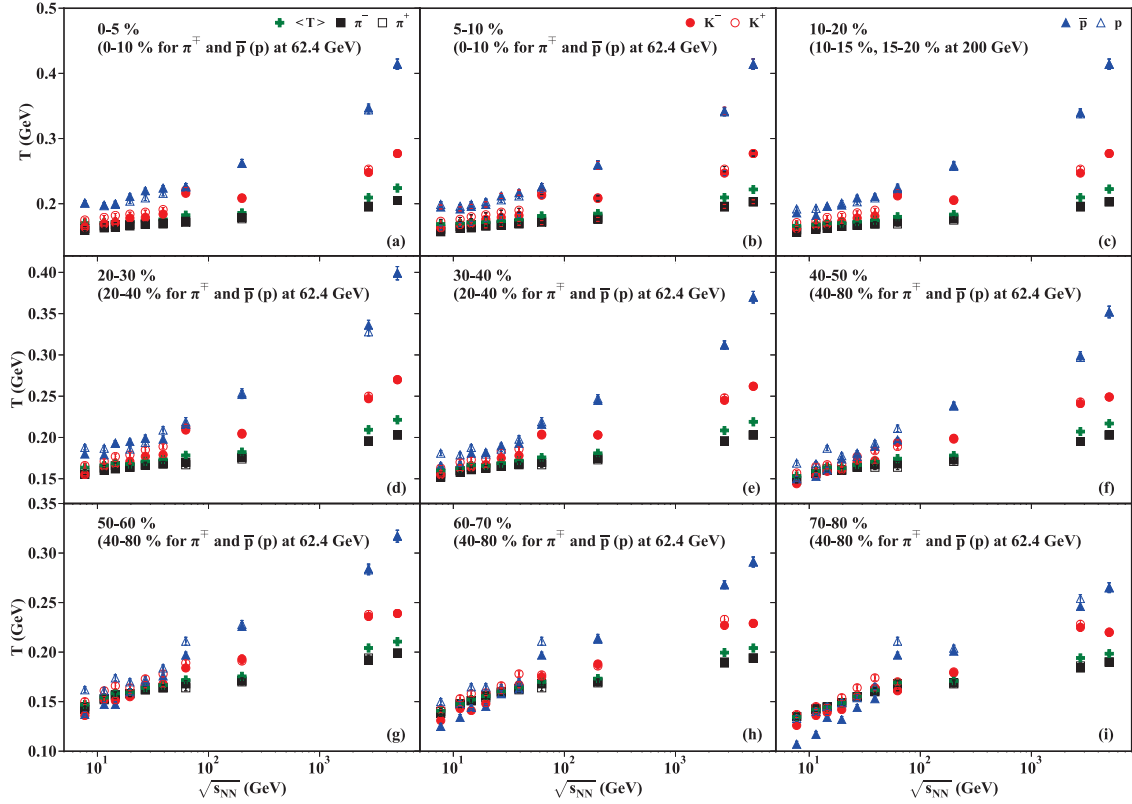 0-5 %
<T> π⁻ π⁺
(0-10 % for π∓ and p̅ (p) at 62.4 GeV)
5-10 %
K⁻ K⁺
(0-10 % for π∓ and p̅ (p) at 62.4 GeV)
10-20 %
p̅ p
(10-15 %, 15-20 % at 200 GeV)
0.5
0.4
0.3
0.2
T (GeV)
(a)
(b)
(c)
20-30 %
(20-40 % for π∓ and p̅ (p) at 62.4 GeV)
30-40 %
(20-40 % for π∓ and p̅ (p) at 62.4 GeV)
40-50 %
(40-80 % for π∓ and p̅ (p) at 62.4 GeV)
0.40
0.35
0.30
0.25
0.20
0.15
T (GeV)
(d)
(e)
(f)
50-60 %
(40-80 % for π∓ and p̅ (p) at 62.4 GeV)
60-70 %
(40-80 % for π∓ and p̅ (p) at 62.4 GeV)
70-80 %
(40-80 % for π∓ and p̅ (p) at 62.4 GeV)
0.35
0.30
0.25
0.20
0.15
0.10
T (GeV)
(g)
(h)
(i)
10¹ 10² 10³
10¹ 10² 10³
10¹ 10² 10³
√s_NN (GeV)
√s_NN (GeV)
√s_NN (GeV)